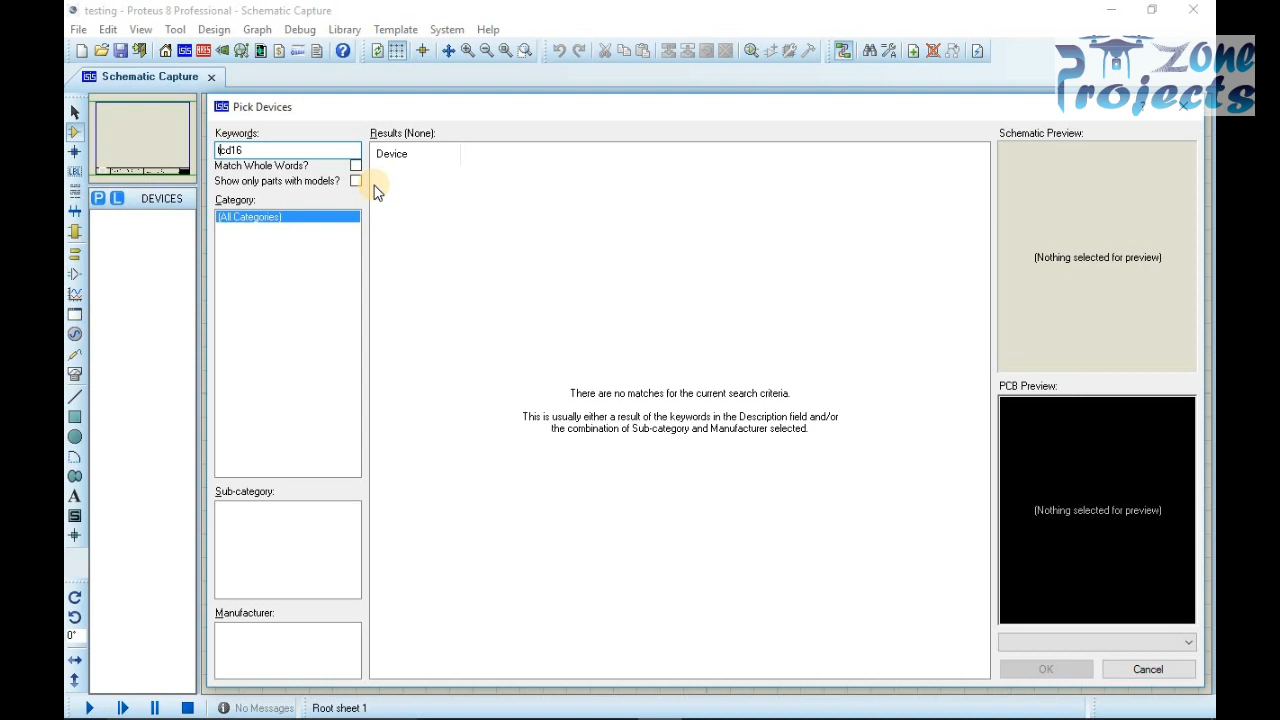 testing - Proteus 8 Professional - Schematic Capture
File Edit View Tool Design Graph Debug Library Template System Help
Schematic Capture
Zone
Projects
Pick Devices
Keywords:
tcd16
Match Whole Words?
Show only parts with models?
Category:
(All Categories)
Sub-category:
Manufacturer:
Results (None):
Device
There are no matches for the current search criteria.
This is usually either a result of the keywords in the Description field and/or
the combination of Sub-category and Manufacturer selected.
Schematic Preview:
(Nothing selected for preview)
PCB Preview:
(Nothing selected for preview)
OK Cancel
P L DEVICES
LBL
A
0°
No Messages Root sheet 1